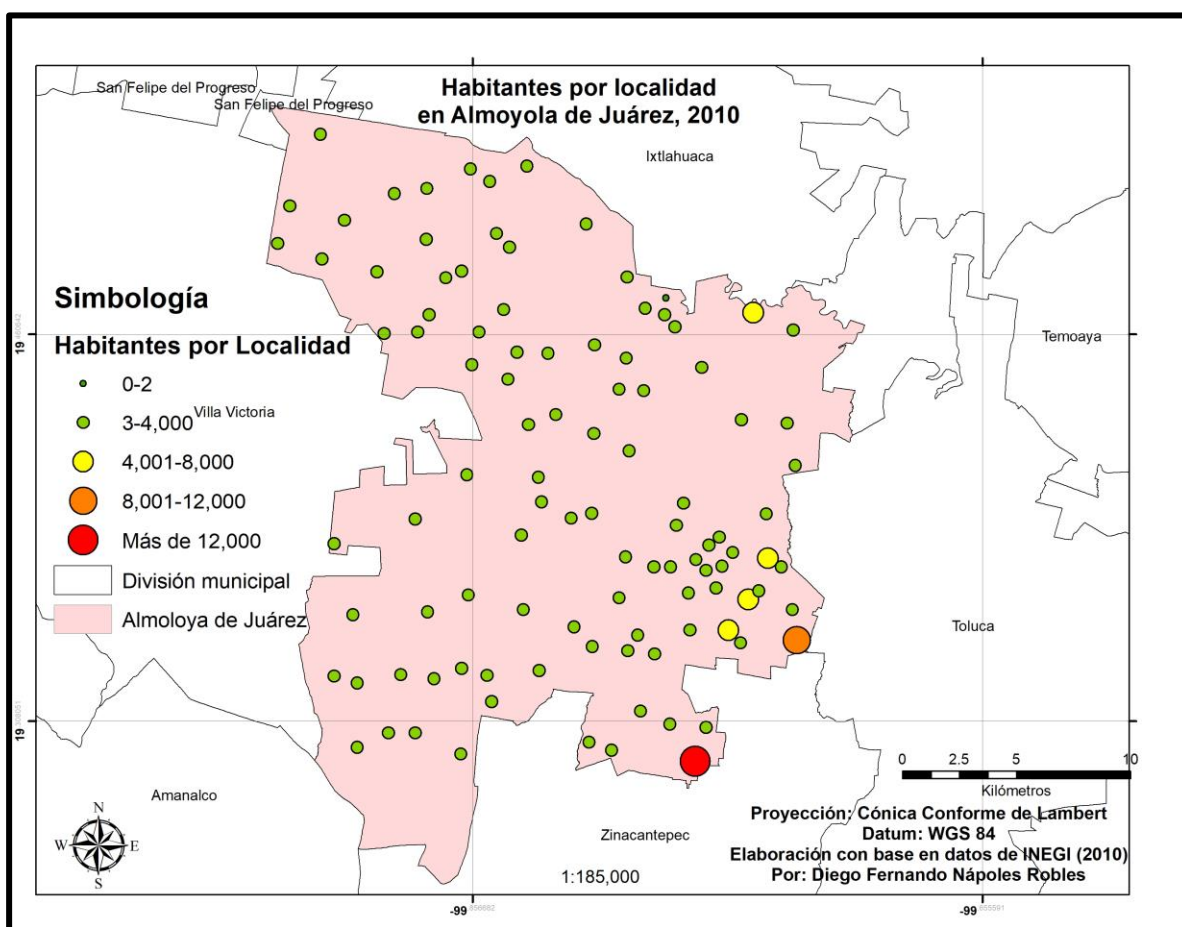 San Felipe del Progreso
San Felipe del Progreso
Habitantes por localidad
en Almoyola de Juárez, 2010
Ixtlahuaca
Simbología
Habitantes por Localidad
0-2
3-4,000
4,001-8,000
8,001-12,000
Más de 12,000
División municipal
Almoloya de Juárez
Villa Victoria
Temoaya
Toluca
Amanalco
Zinacantepec
N
W
E
S
0
2.5
5
10
Kilómetros
Proyección: Cónica Conforme de Lambert
Datum: WGS 84
Elaboración con base en datos de INEGI (2010)
Por: Diego Fernando Nápoles Robles
1:185,000